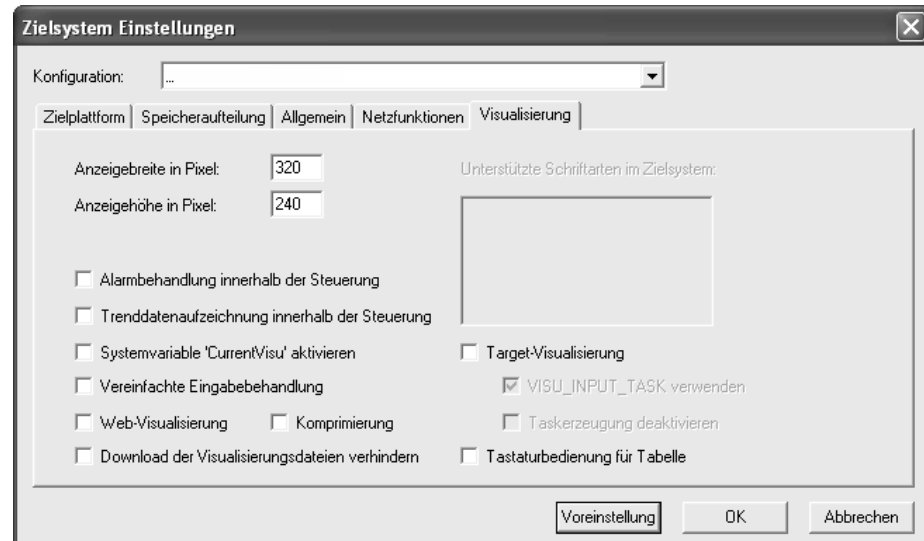 Zielsystem Einstellungen
Konfiguration: ...
Zielplattform Speicheraufteilung Allgemein Netzfunktionen Visualisierung
Anzeigebreite in Pixel: 320
Unterstützte Schriftarten im Zielsystem:
Anzeigehöhe in Pixel: 240
Alarmbehandlung innerhalb der Steuerung
Trenddatenaufzeichnung innerhalb der Steuerung
Systemvariable 'CurrentVisu' aktivieren
Target-Visualisierung
Vereinfachte Eingabebehandlung
VISU_INPUT_TASK verwenden
Web-Visualisierung Komprimierung
Taskerzeugung deaktivieren
Download der Visualisierungsdateien verhindern
Tastaturbedienung für Tabelle
Voreinstellung OK Abbrechen